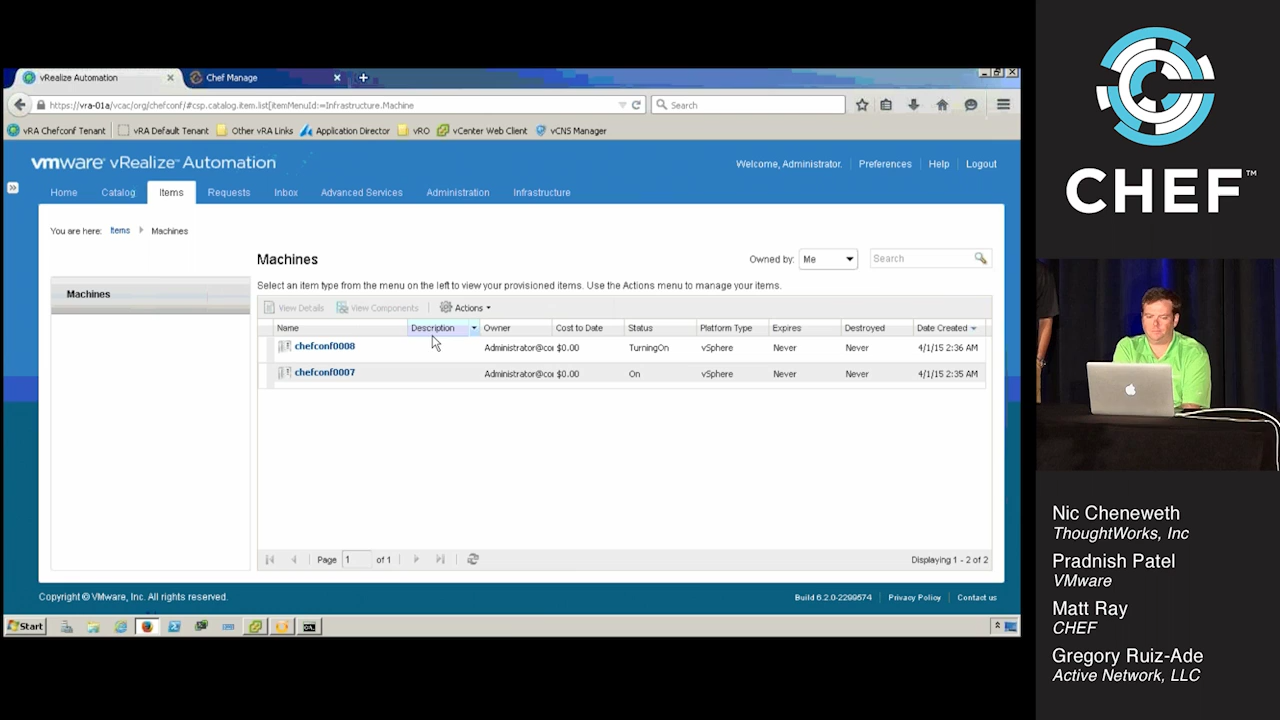 vRealize Automation
Chef Manage
https://vra-01a/vcac/org/chefconf/#csp.catalog.item.list[itemMenuId:=Infrastructure.Machine
Search
vRA Chefconf Tenant
vRA Default Tenant
Other vRA Links
Application Director
vRO
vCenter Web Client
vCNS Manager
vmware® vRealize™ Automation
Welcome, Administrator.
Preferences
Help
Logout
Home
Catalog
Items
Requests
Inbox
Advanced Services
Administration
Infrastructure
You are here: Items Machines
Machines
Machines
Owned by: Me
Search
Select an item type from the menu on the left to view your provisioned items. Use the Actions menu to manage your items.
View Details
View Components
Actions
Name Description Owner Cost to Date Status Platform Type Expires Destroyed Date Created
chefconf0008 Administrator@co $0.00 TurningOn vSphere Never Never 4/1/15 2:36 AM
chefconf0007 Administrator@co $0.00 On vSphere Never Never 4/1/15 2:35 AM
Page 1 of 1
Displaying 1 - 2 of 2
Copyright © VMware, Inc. All rights reserved.
Build 6.2.0-2299574
Privacy Policy
Contact us
Start
CHEF™
Nic Cheneweth
ThoughtWorks, Inc
Pradnish Patel
VMware
Matt Ray
CHEF
Gregory Ruiz-Ade
Active Network, LLC